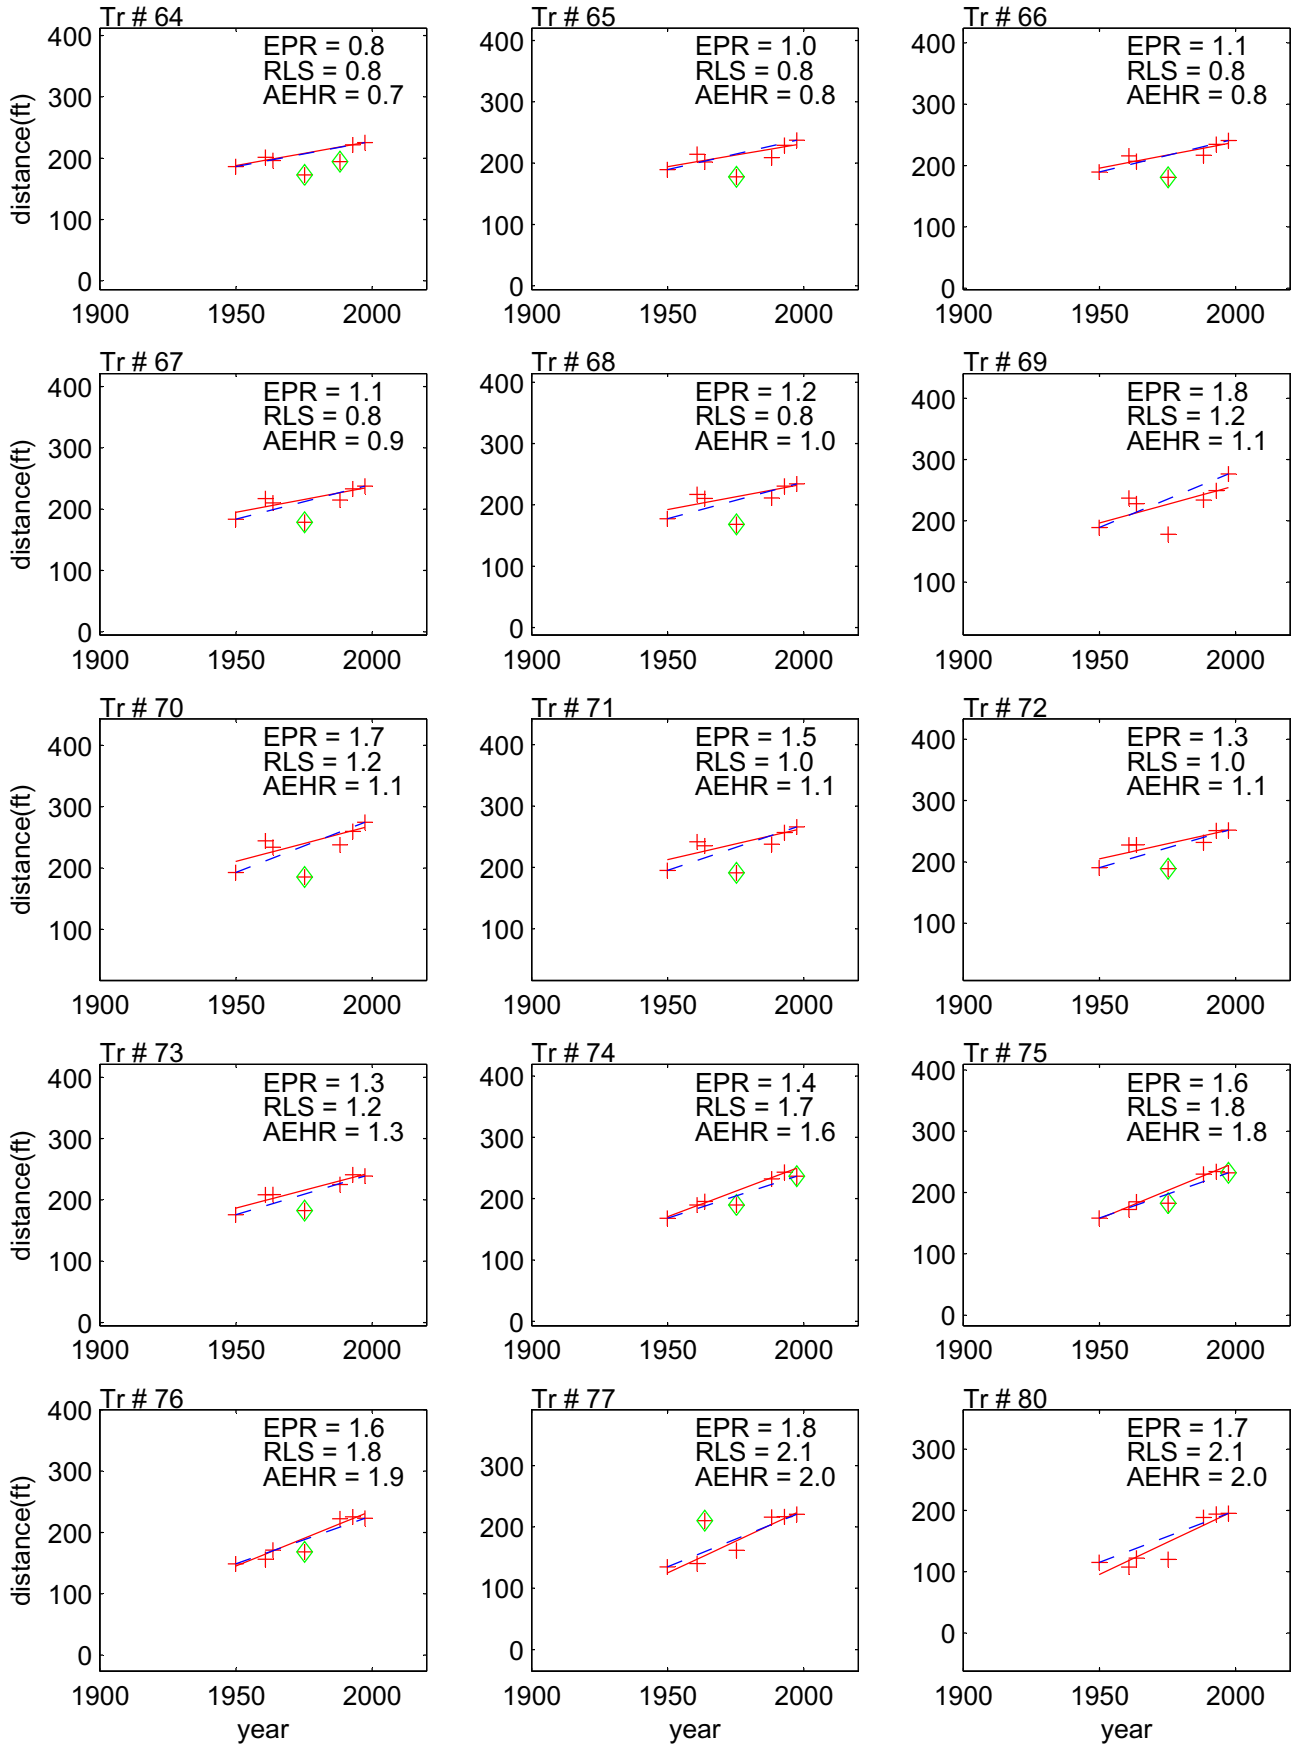 Tr # 64
EPR = 0.8
RLS = 0.8
AEHR = 0.7
400
300
200
100
0
distance(ft)
1900 1950 2000
Tr # 65
EPR = 1.0
RLS = 0.8
AEHR = 0.8
400
300
200
100
0
1900 1950 2000
Tr # 66
EPR = 1.1
RLS = 0.8
AEHR = 0.8
400
300
200
100
0
1900 1950 2000
Tr # 67
EPR = 1.1
RLS = 0.8
AEHR = 0.9
400
300
200
100
0
distance(ft)
1900 1950 2000
Tr # 68
EPR = 1.2
RLS = 0.8
AEHR = 1.0
400
300
200
100
0
1900 1950 2000
Tr # 69
EPR = 1.8
RLS = 1.2
AEHR = 1.1
400
300
200
100
1900 1950 2000
Tr # 70
EPR = 1.7
RLS = 1.2
AEHR = 1.1
400
300
200
100
distance(ft)
1900 1950 2000
Tr # 71
EPR = 1.5
RLS = 1.0
AEHR = 1.1
400
300
200
100
1900 1950 2000
Tr # 72
EPR = 1.3
RLS = 1.0
AEHR = 1.1
400
300
200
100
1900 1950 2000
Tr # 73
EPR = 1.3
RLS = 1.2
AEHR = 1.3
400
300
200
100
0
distance(ft)
1900 1950 2000
Tr # 74
EPR = 1.4
RLS = 1.7
AEHR = 1.6
400
300
200
100
0
1900 1950 2000
Tr # 75
EPR = 1.6
RLS = 1.8
AEHR = 1.8
400
300
200
100
0
1900 1950 2000
Tr # 76
EPR = 1.6
RLS = 1.8
AEHR = 1.9
400
300
200
100
0
distance(ft)
1900 1950 2000
year
Tr # 77
EPR = 1.8
RLS = 2.1
AEHR = 2.0
300
200
100
0
1900 1950 2000
year
Tr # 80
EPR = 1.7
RLS = 2.1
AEHR = 2.0
300
200
100
0
1900 1950 2000
year